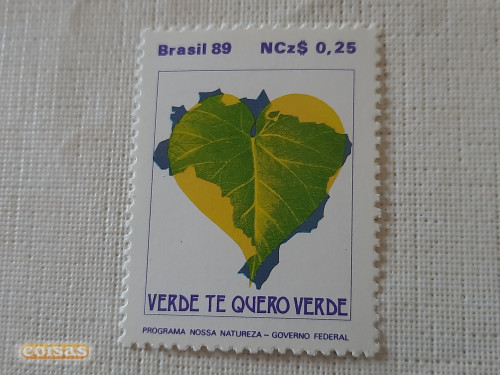 Brasil 89 NCz$ 0,25
VERDE TE QUERO VERDE
PROGRAMA NOSSA NATUREZA – GOVERNO FEDERAL
coisas